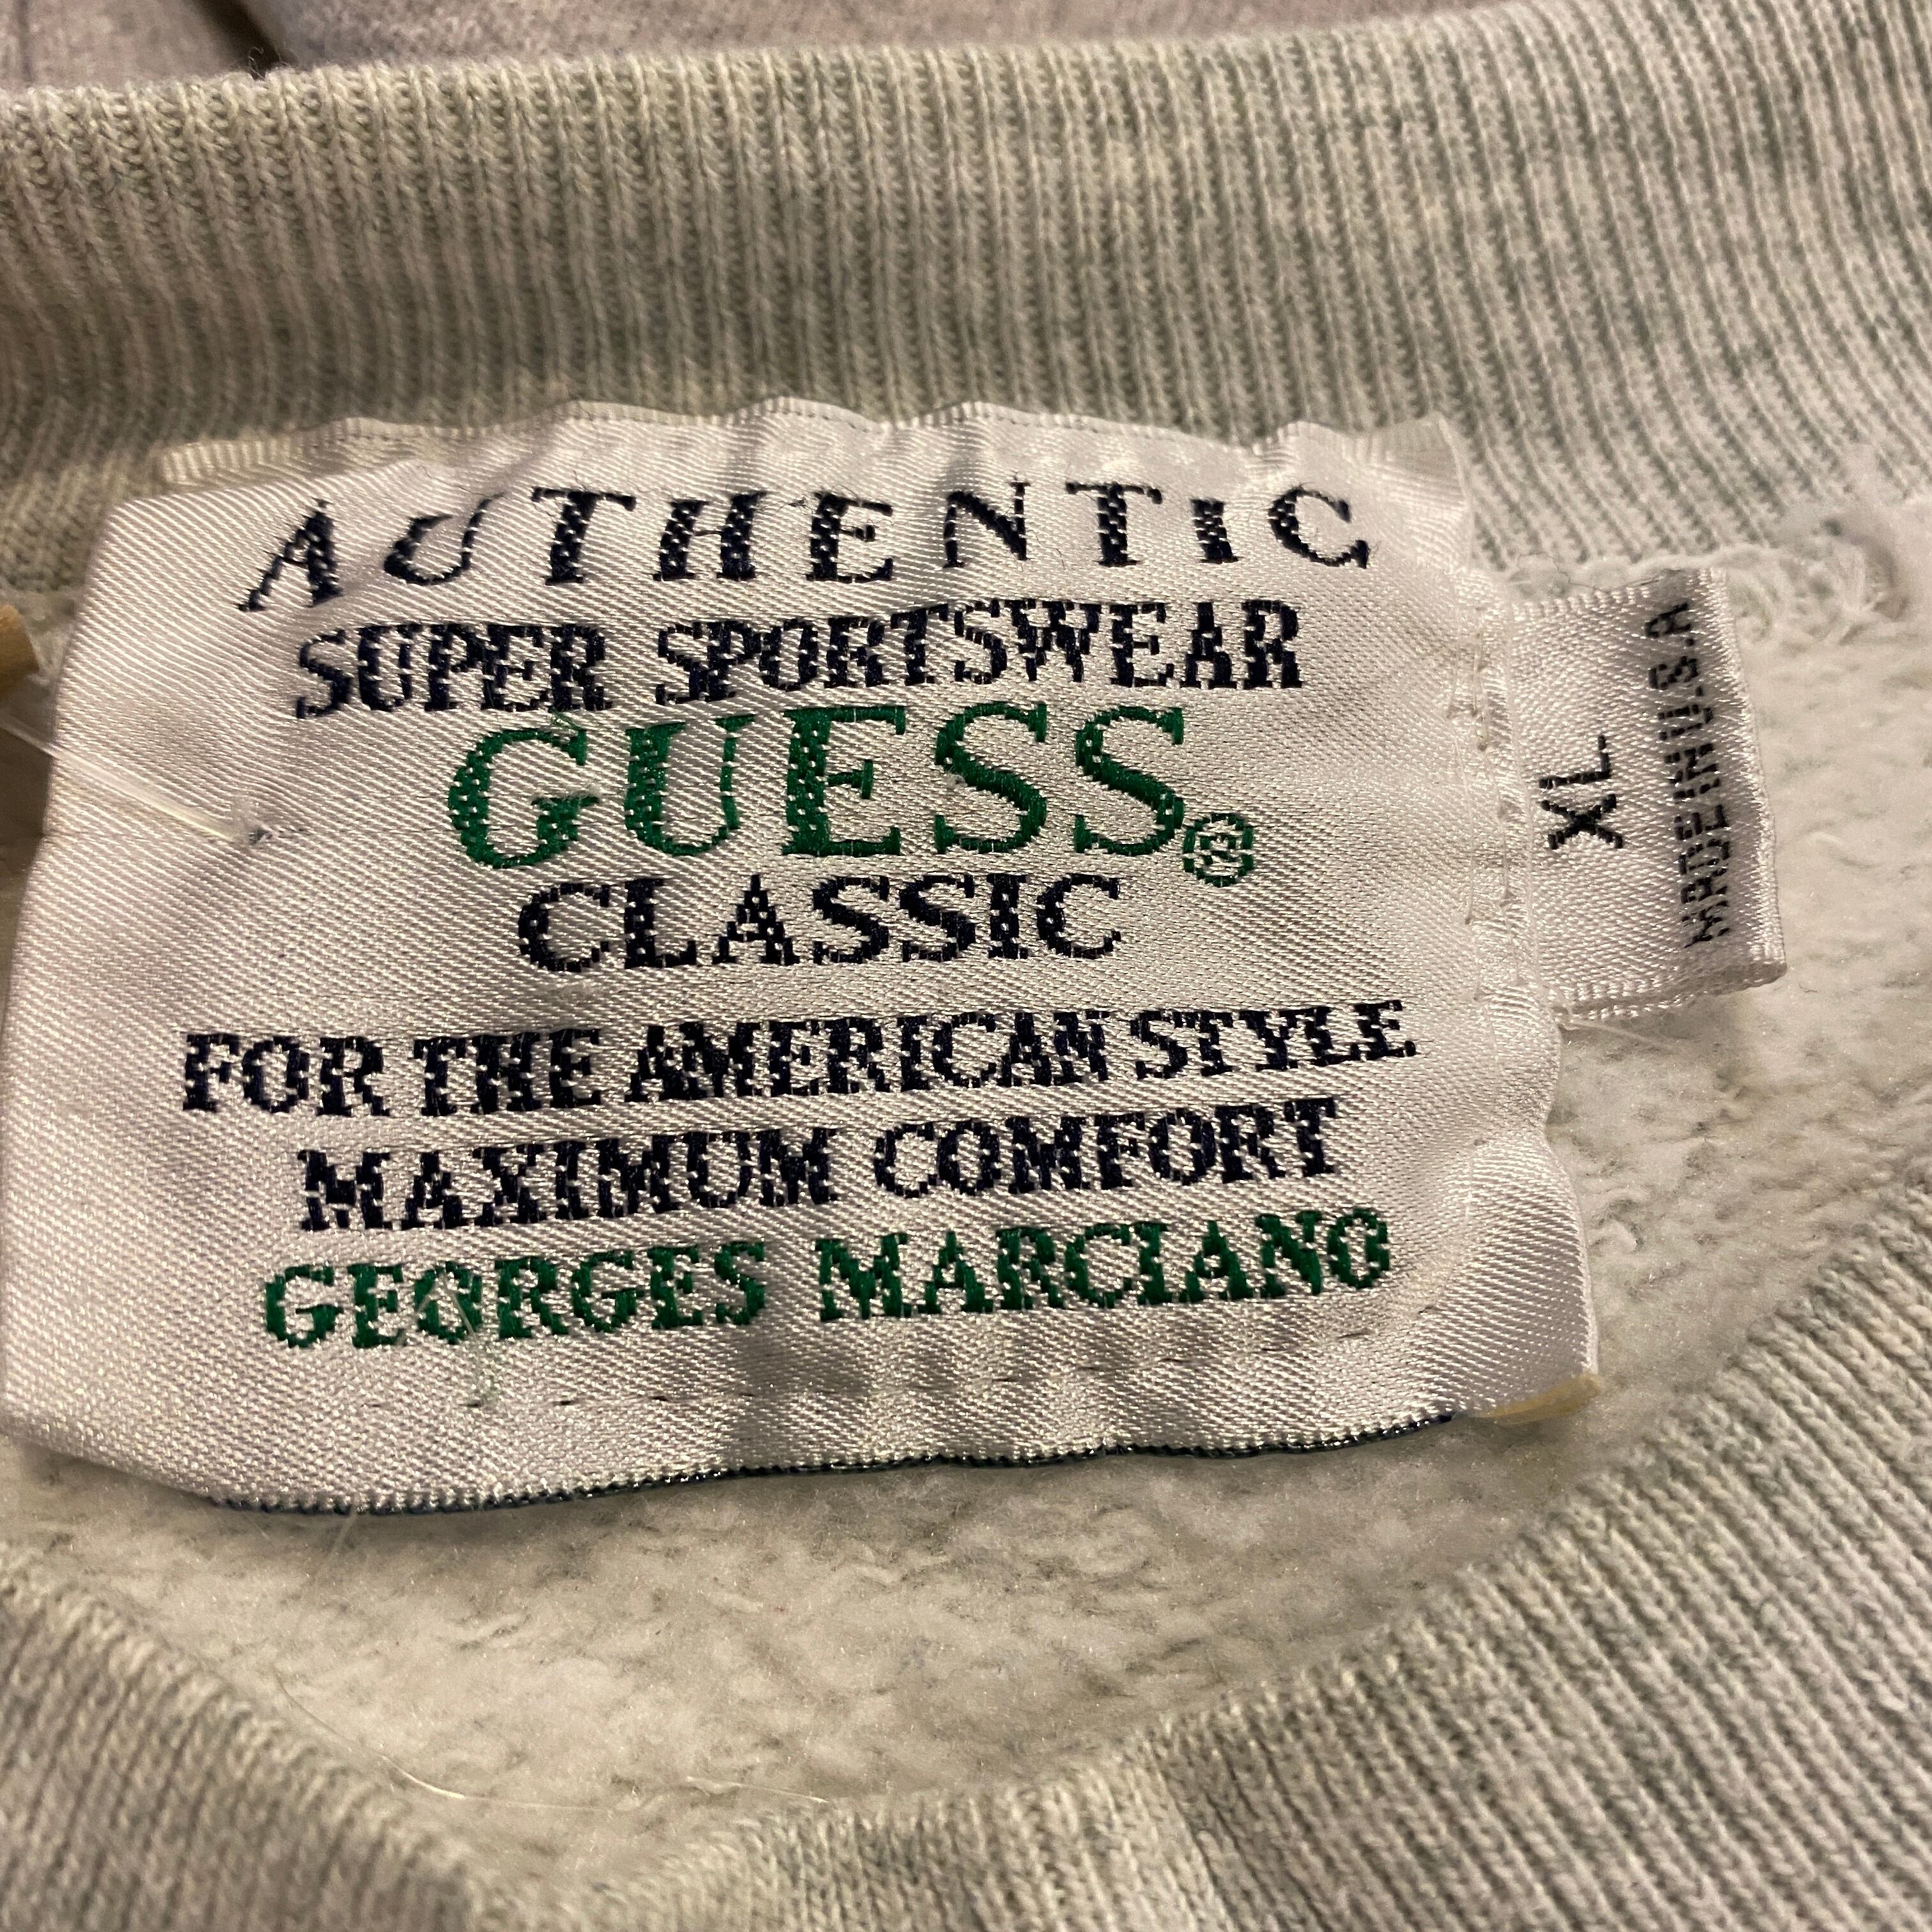 AUTHENTIC
SUPER SPORTSWEAR
GUESS®
CLASSIC
FOR THE AMERICAN STYLE
MAXIMUM COMFORT
GEORGES MARCIANO
XL
MADE IN U.S.A